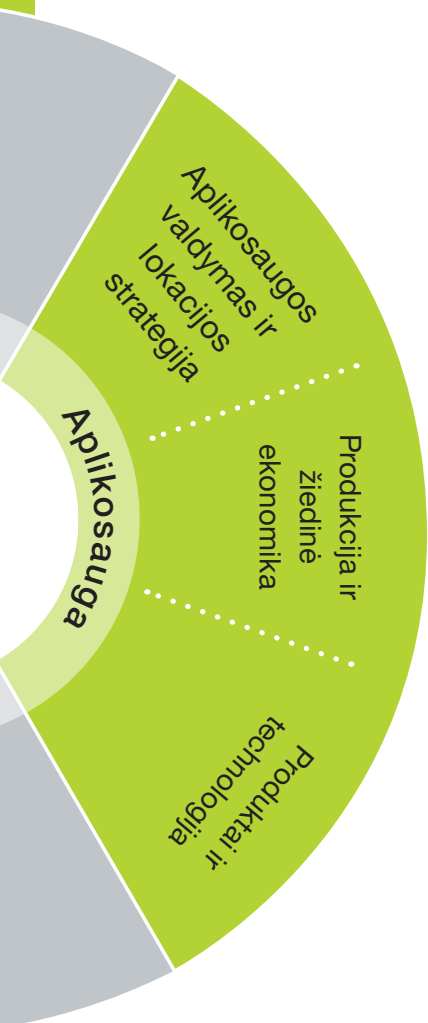 Aplikosaugos
valdymas ir
lokacijos
strategija
Produkcija ir
žiedinė
ekonomika
Produktai ir
technologija
Aplikosauga